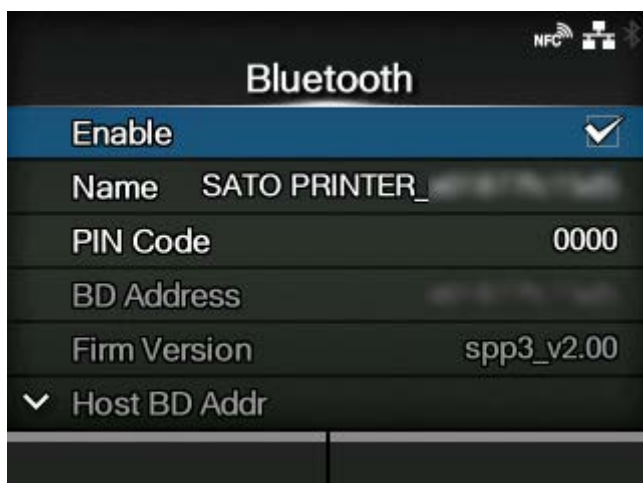 NFC
Bluetooth
Enable
Name SATO PRINTER_
PIN Code 0000
BD Address
Firm Version spp3_v2.00
Host BD Addr